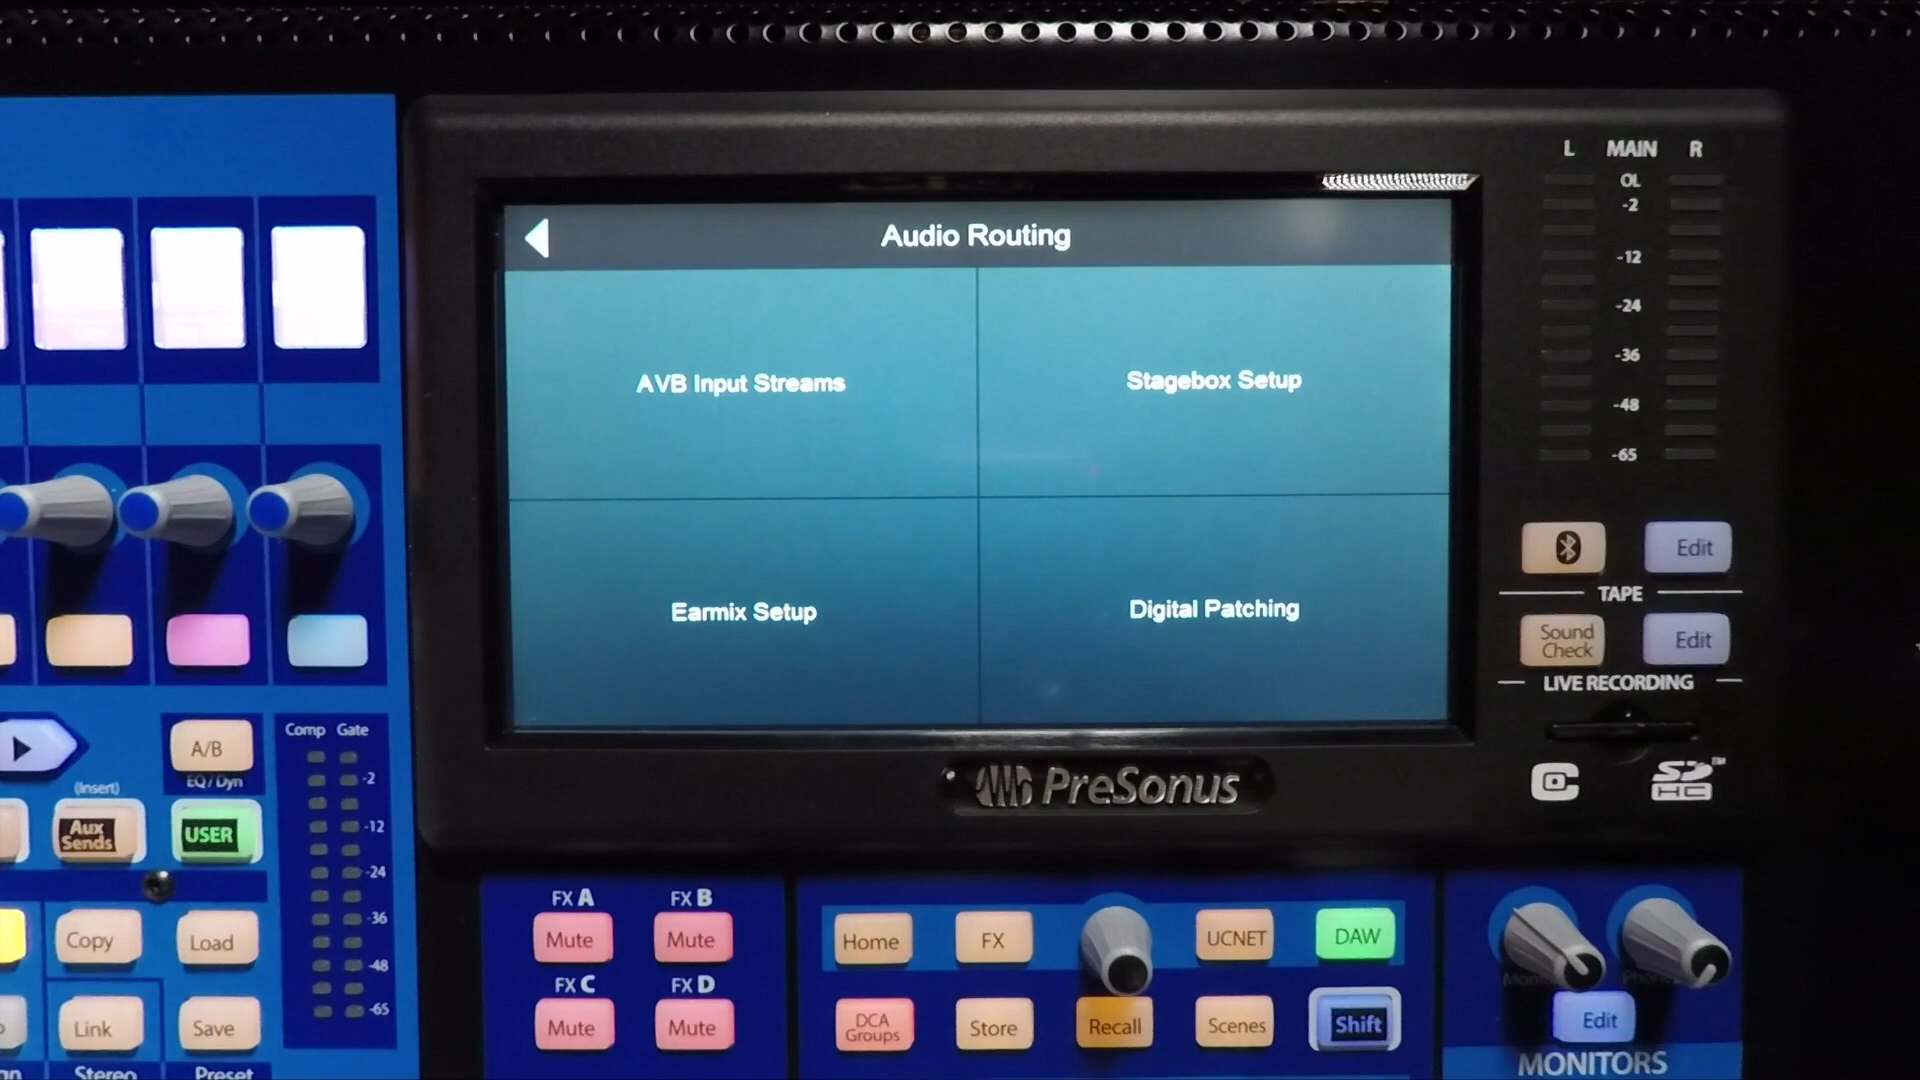 L MAIN R
OL
-2
-12
-24
-36
-48
-65
Audio Routing
AVB Input Streams
Stagebox Setup
Earmix Setup
Digital Patching
Edit
TAPE
Sound
Check
Edit
LIVE RECORDING
SD HC
TM
PreSonus
A/B
EQ / Dyn
(Insert)
Aux
Sends
USER
Comp Gate
-2
-12
-24
-36
-48
-65
Copy
Load
Link
Save
Stereo
Preset
FX A
Mute
FX B
Mute
FX C
Mute
FX D
Mute
Home
FX
UCNET
DAW
DCA
Groups
Store
Recall
Scenes
Shift
Edit
MONITORS